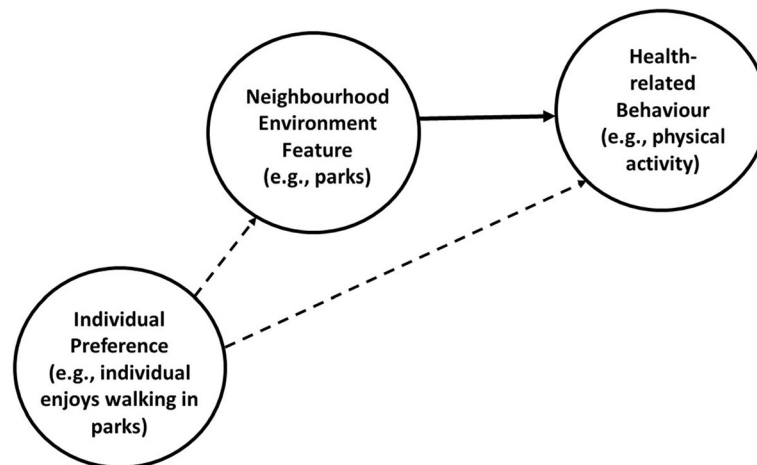 Neighbourhood
Environment
Feature
(e.g., parks)
Health-
related
Behaviour
(e.g., physical
activity)
Individual
Preference
(e.g., individual
enjoys walking in
parks)